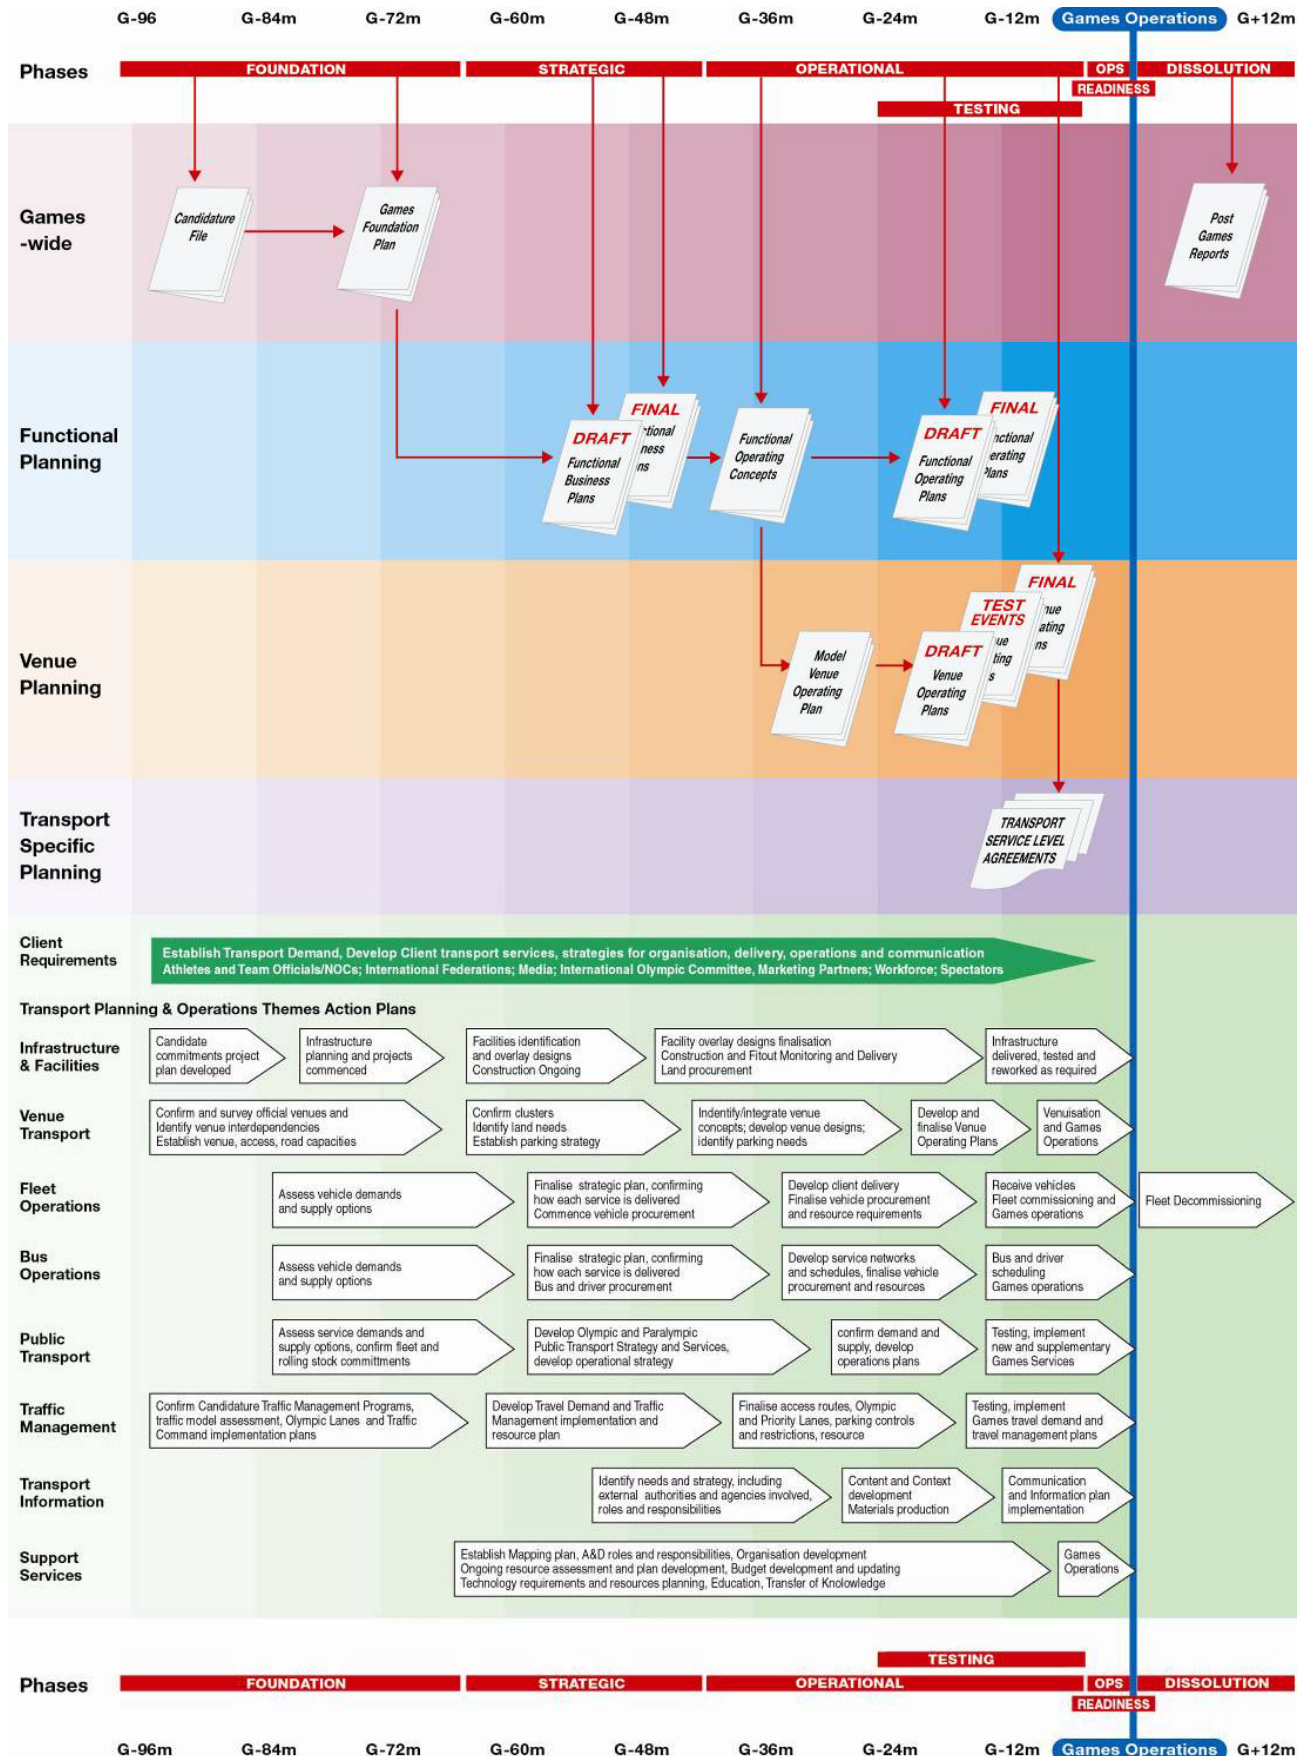 G-96 G-84m G-72m G-60m G-48m G-36m G-24m G-12m Games Operations G+12m
Phases FOUNDATION STRATEGIC OPERATIONAL OPS DISSOLUTION
READINESS
TESTING
Games
-wide
Candidature
File
Games
Foundation
Plan
Post
Games
Reports
Functional
Planning
DRAFT
Functional
Business
Plans
FINAL
ctional
ness
ns
Functional
Operating
Concepts
DRAFT
Functional
Operating
Plans
FINAL
nctional
erating
Plans
Venue
Planning
Model
Venue
Operating
Plan
DRAFT
Venue
Operating
Plans
TEST
EVENTS
ue
ting
s
FINAL
nue
ating
ns
Transport
Specific
Planning
TRANSPORT
SERVICE LEVEL
AGREEMENTS
Client
Requirements
Establish Transport Demand, Develop Client transport services, strategies for organisation, delivery, operations and communication
Athletes and Team Officials/NOCs; International Federations; Media; International Olympic Committee, Marketing Partners; Workforce; Spectators
Transport Planning & Operations Themes Action Plans
Infrastructure
& Facilities
Candidate
commitments project
plan developed
Infrastructure
planning and projects
commenced
Facilities identification
and overlay designs
Construction Ongoing
Facility overlay designs finalisation
Construction and Fitout Monitoring and Delivery
Land procurement
Infrastructure
delivered, tested and
reworked as required
Venue
Transport
Confirm and survey official venues and
Identify venue interdependencies
Establish venue, access, road capacities
Confirm clusters
Identify land needs
Establish parking strategy
Indentify/integrate venue
concepts; develop venue designs;
identify parking needs
Develop and
finalise Venue
Operating Plans
Venuisation
and Games
Operations
Fleet
Operations
Assess vehicle demands
and supply options
Finalise strategic plan, confirming
how each service is delivered
Commence vehicle procurement
Develop client delivery
Finalise vehicle procurement
and resource requirements
Receive vehicles
Fleet commissioning and
Games operations
Fleet Decommissioning
Bus
Operations
Assess vehicle demands
and supply options
Finalise strategic plan, confirming
how each service is delivered
Bus and driver procurement
Develop service networks
and schedules, finalise vehicle
procurement and resources
Bus and driver
scheduling
Games operations
Public
Transport
Assess service demands and
supply options, confirm fleet and
rolling stock committments
Develop Olympic and Paralympic
Public Transport Strategy and Services,
develop operational strategy
confirm demand and
supply, develop
operations plans
Testing, implement
new and supplementary
Games Services
Traffic
Management
Confirm Candidature Traffic Management Programs,
traffic model assessment, Olympic Lanes and Traffic
Command implementation plans
Develop Travel Demand and Traffic
Management implementation and
resource plan
Finalise access routes, Olympic
and Priority Lanes, parking controls
and restrictions, resource
Testing, implement
Games travel demand and
travel management plans
Transport
Information
Identify needs and strategy, including
external authorities and agencies involved,
roles and responsibilities
Content and Context
development
Materials production
Communication
and Information plan
implementation
Support
Services
Establish Mapping plan, A&D roles and responsibilities, Organisation development
Ongoing resource assessment and plan development, Budget development and updating
Technology requirements and resources planning, Education, Transfer of Knolowledge
Games
Operations
TESTING
Phases FOUNDATION STRATEGIC OPERATIONAL OPS DISSOLUTION
READINESS
G-96m G-84m G-72m G-60m G-48m G-36m G-24m G-12m Games Operations G+12m